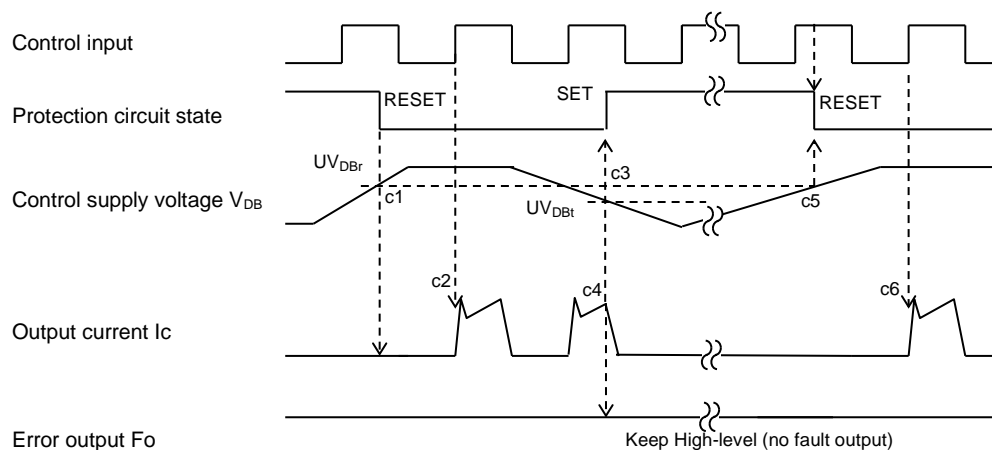 Control input
RESET
SET
RESET
Protection circuit state
UVDBr
c3
Control supply voltage VDB
c1
UVDBt
c5
c2
c4
c6
Output current Ic
Error output Fo
Keep High-level (no fault output)